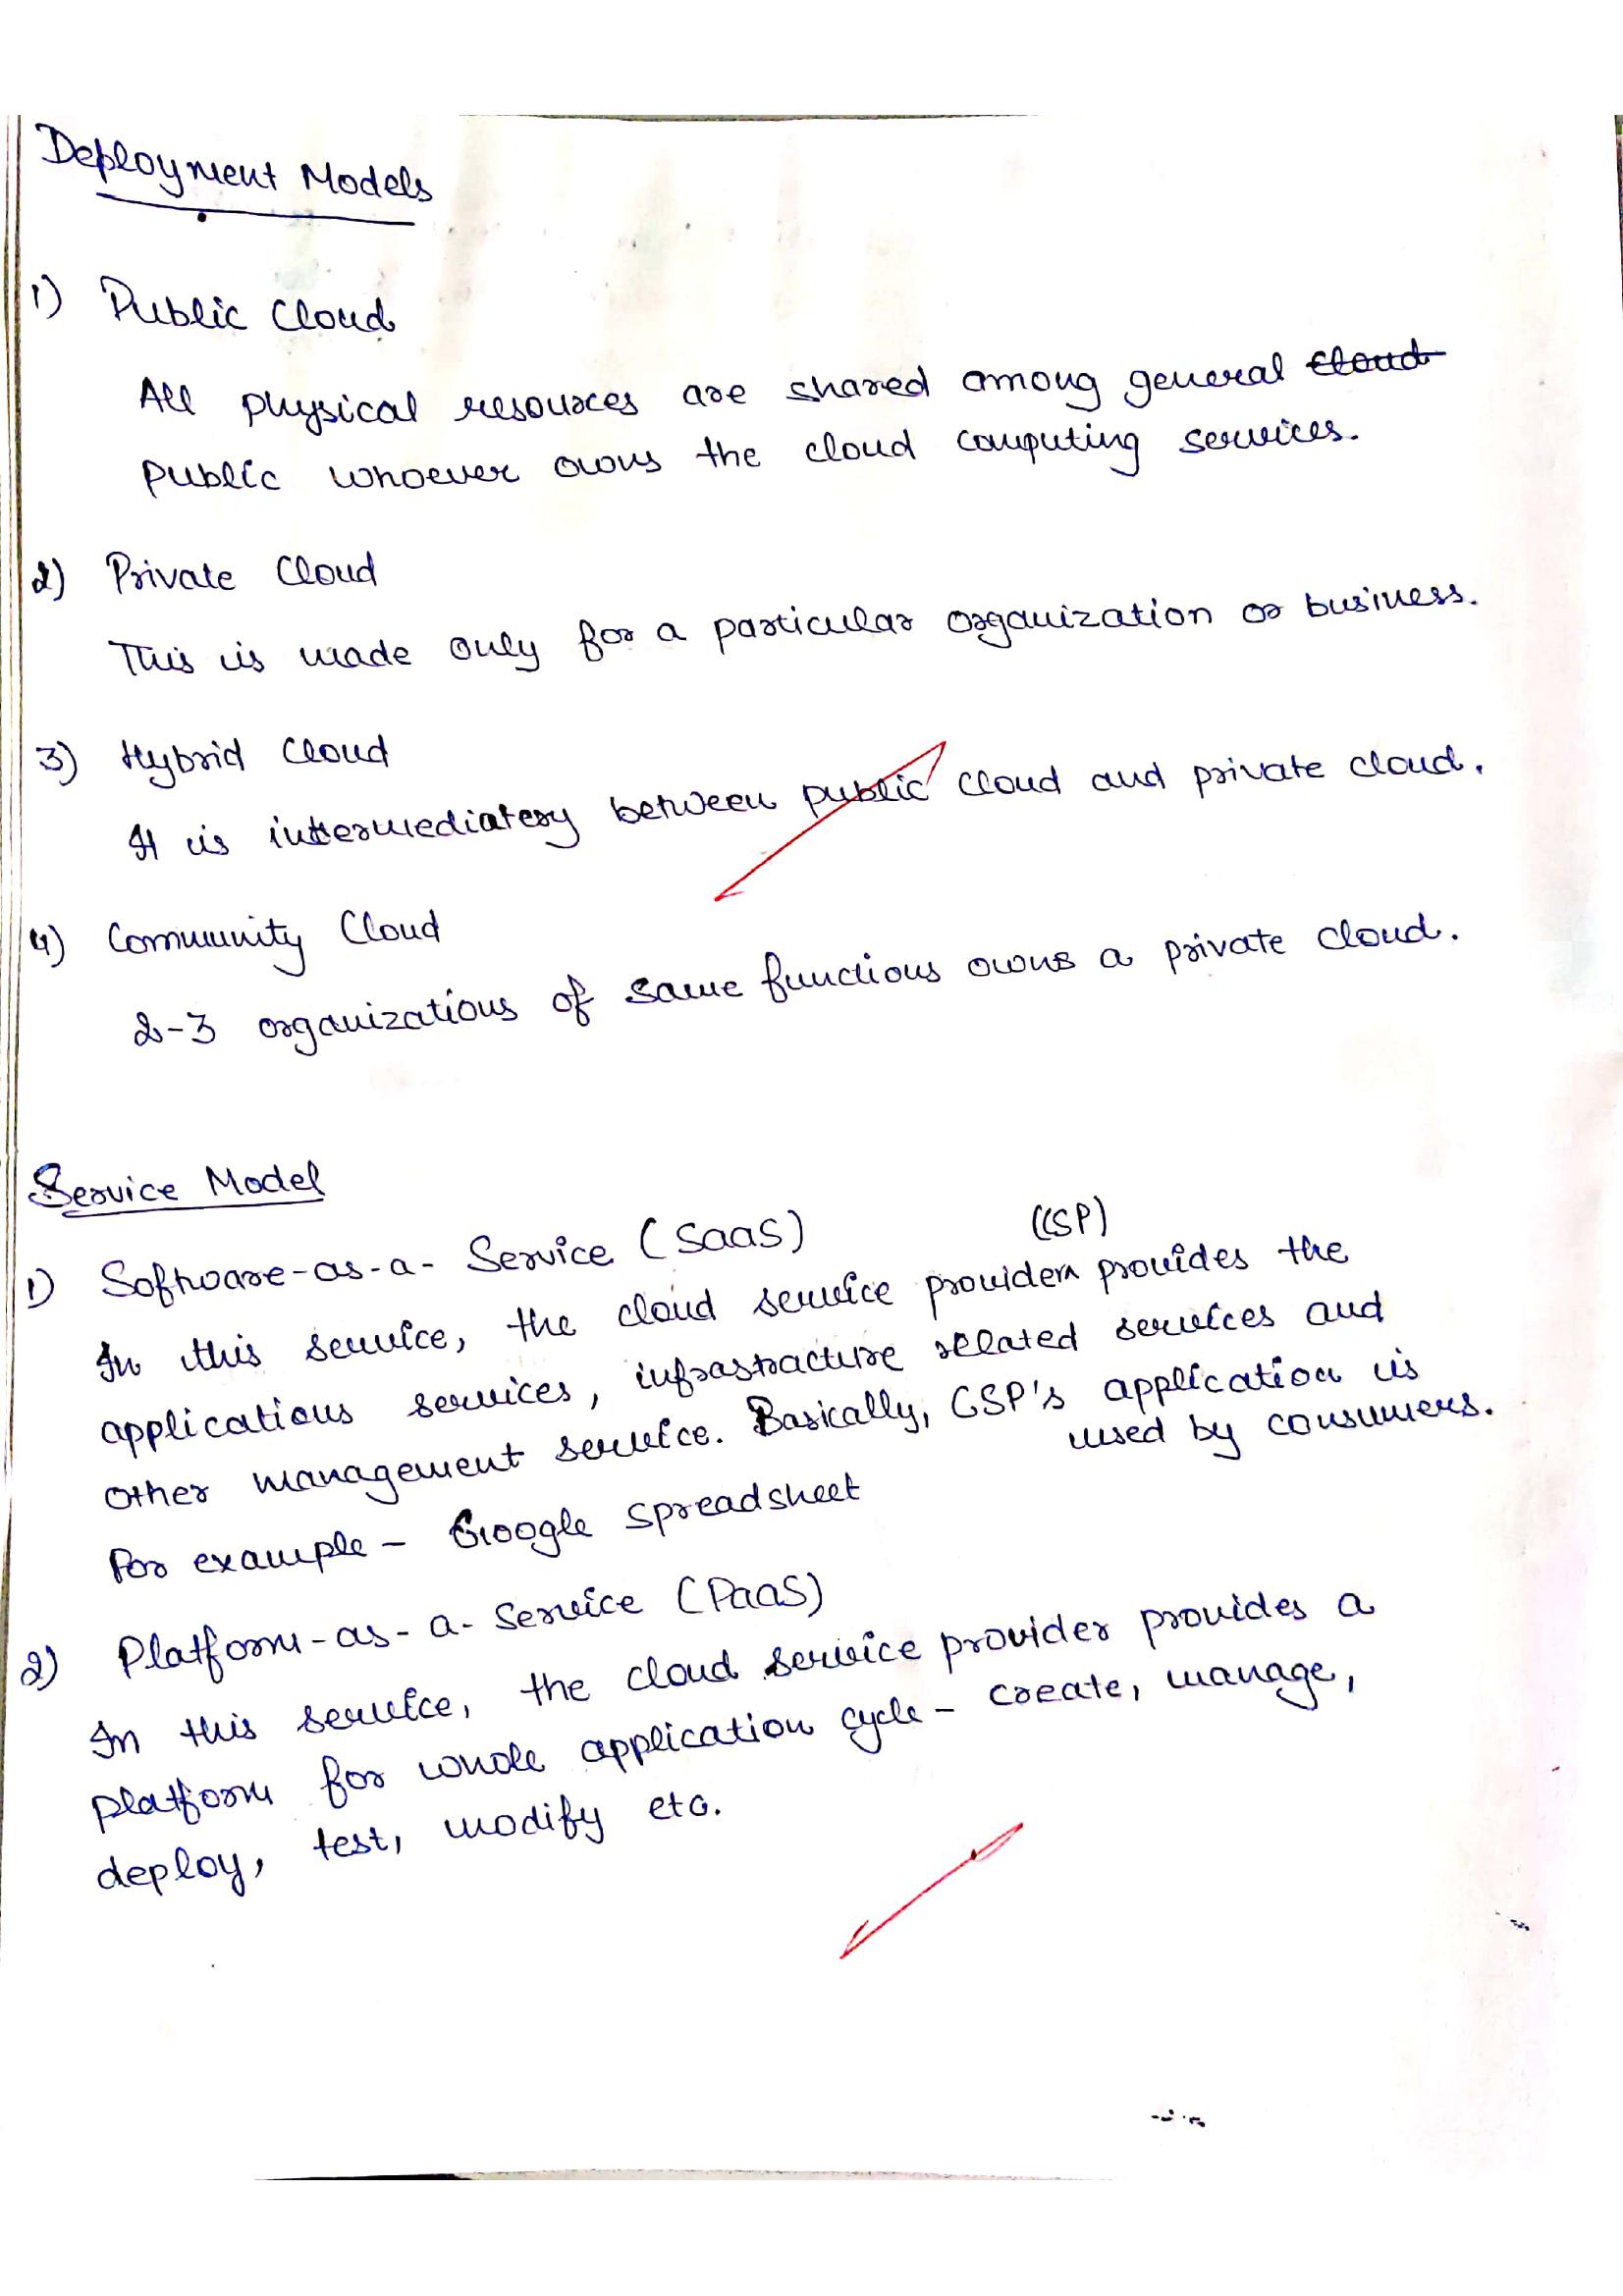 Deployment Models
1) Public Cloud
All physical resources are shared among general cloud
public whoever owns the cloud computing services.
2) Private Cloud
This is made only for a particular organization or business.
3) Hybrid Cloud
It is intermediatery between public cloud and private cloud.
4) Community Cloud
2-3 organizations of same functions owns a private cloud.
Service Model
1) Software-as-a-Service (SaaS)
(CSP)
In this service, the cloud service provider provides the
applications services, infrastracture related services and
other management service. Basically, CSP's application is
used by consumers.
For example - Google Spreadsheet
2) Platform-as-a-Service (PaaS)
In this service, the cloud service provider provides a
platform for whole application cycle - create, manage,
deploy, test, modify etc.